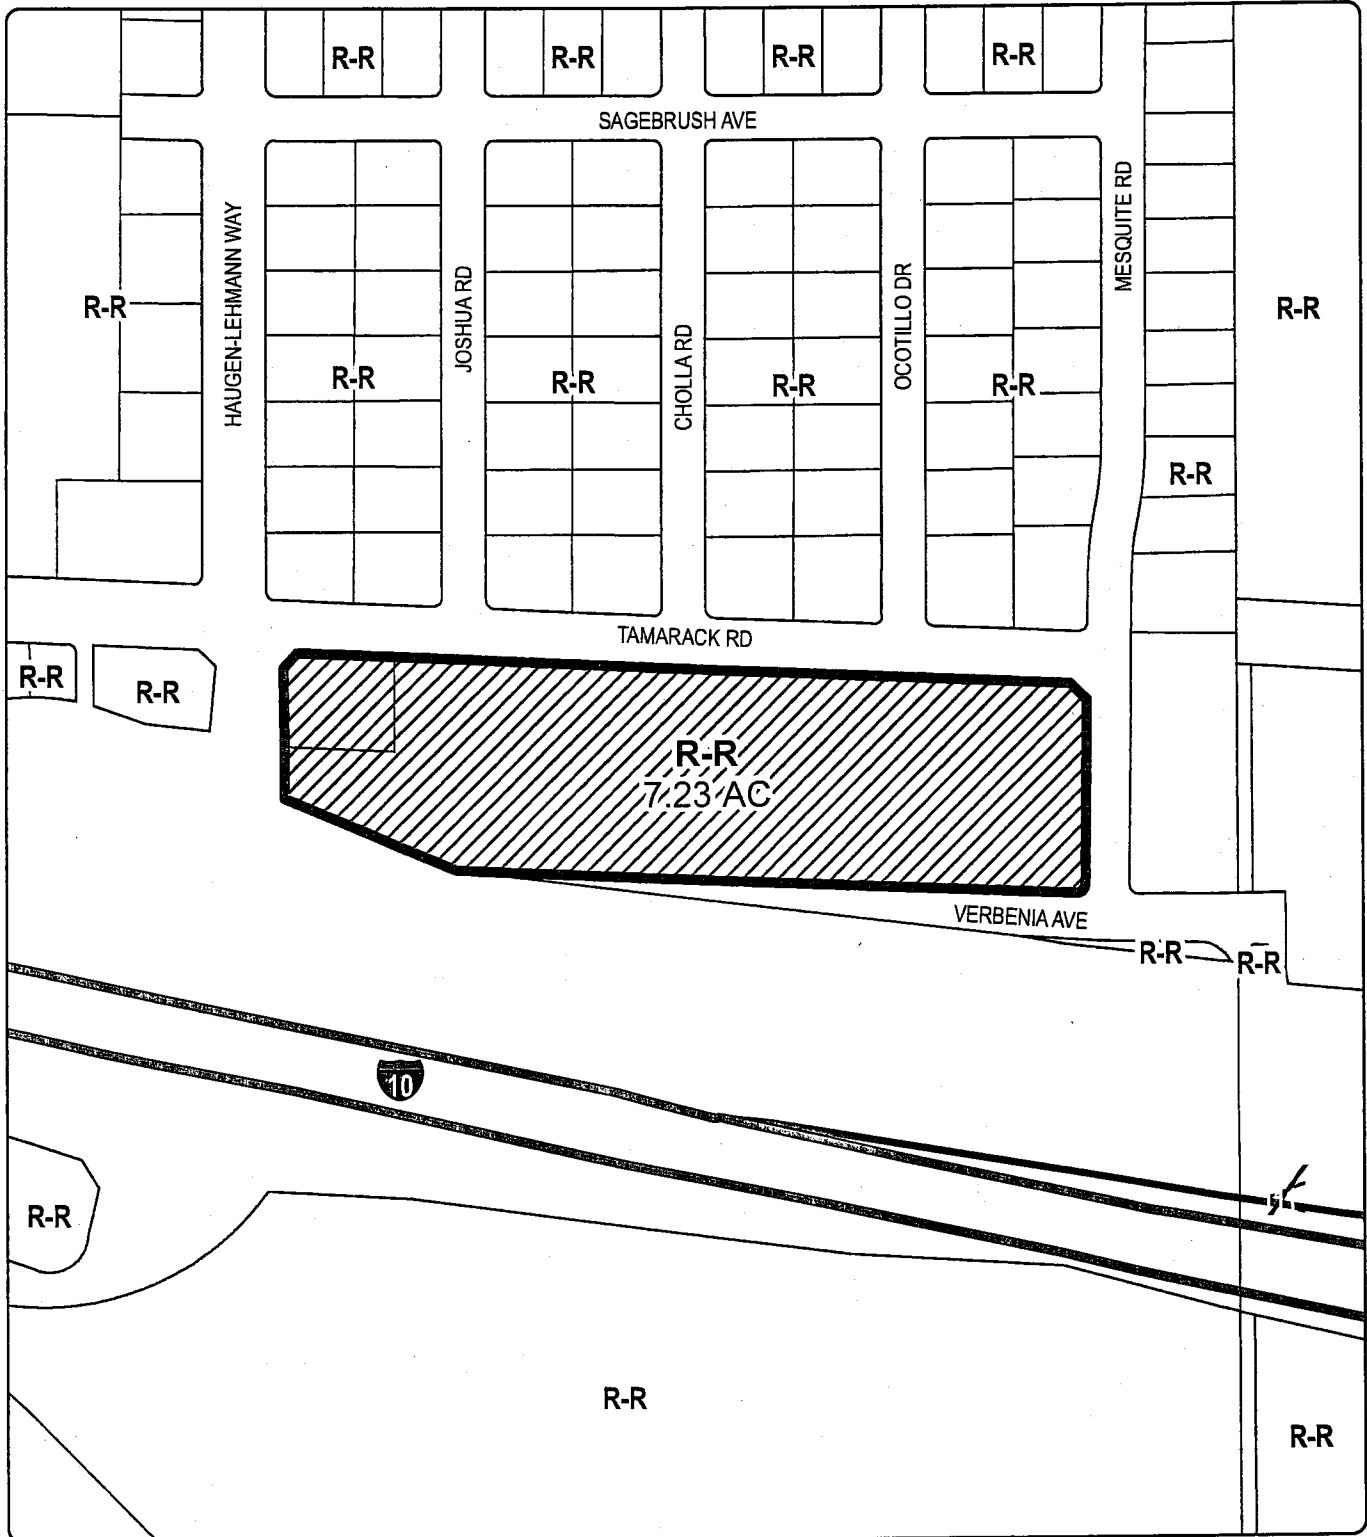 R-R
R-R
R-R
R-R
SAGEBRUSH AVE
HAUGEN-LEHMANN WAY
JOSHUA RD
CHOLLA RD
OCOTILLO DR
MESQUITE RD
R-R
R-R
R-R
R-R
R-R
R-R
R-R
R-R
TAMARACK RD
R-R
R-R
R-R
7.23 AC
VERBENIA AVE
R-R
R-R
10
R-R
R-R
R-R